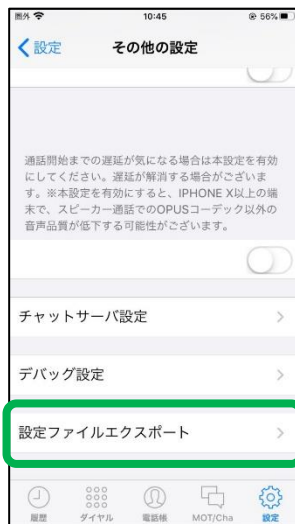 圏外 10:45 56%
設定 その他の設定
通話開始までの遅延が気になる場合は本設定を有効
にしてください。遅延が解消する場合がございま
す。※本設定を有効にすると、IPHONE X以上の端
末で、スピーカー通話でのOPUSコーデック以外の
音声品質が低下する可能性がございます。
チャットサーバ設定
デバッグ設定
設定ファイルエクスポート
履歴 ダイヤル 電話帳 MOT/Cha 設定